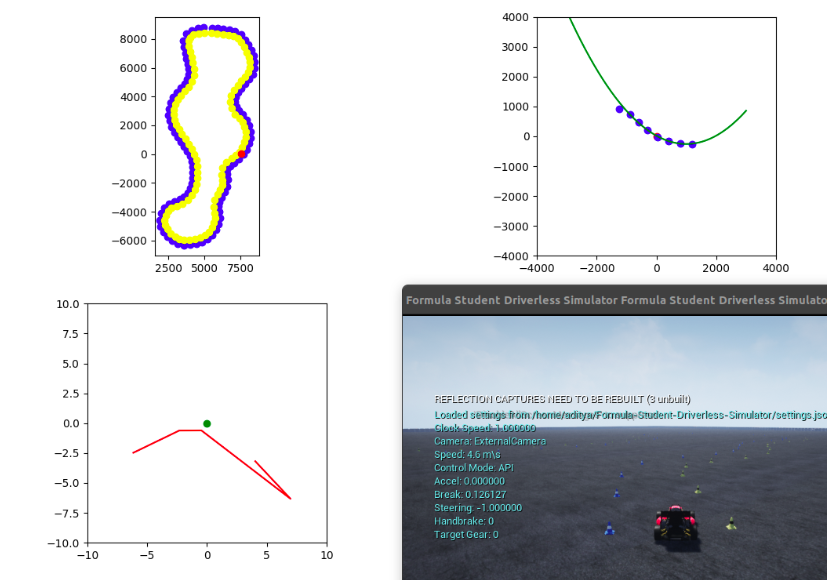 8000
6000
4000
2000
0
−2000
−4000
−6000
2500 5000 7500
4000
3000
2000
1000
0
−1000
−2000
−3000
−4000
−4000 −2000 0 2000 4000
10.0
7.5
5.0
2.5
0.0
−2.5
−5.0
−7.5
−10.0
−10 −5 0 5 10
Formula Student Driverless Simulator Formula Student Driverless Simulato
REFLECTION CAPTURES NEED TO BE REBUILT (3 unbuilt)
Loaded settings from /home/aditya/Formula-Student-Driverless-Simulator/settings.jso
Clock Speed: 1.000000
Camera: ExternalCamera
Speed: 4.6 m\s
Control Mode: API
Accel: 0.000000
Break: 0.126127
Steering: -1.000000
Handbrake: 0
Target Gear: 0